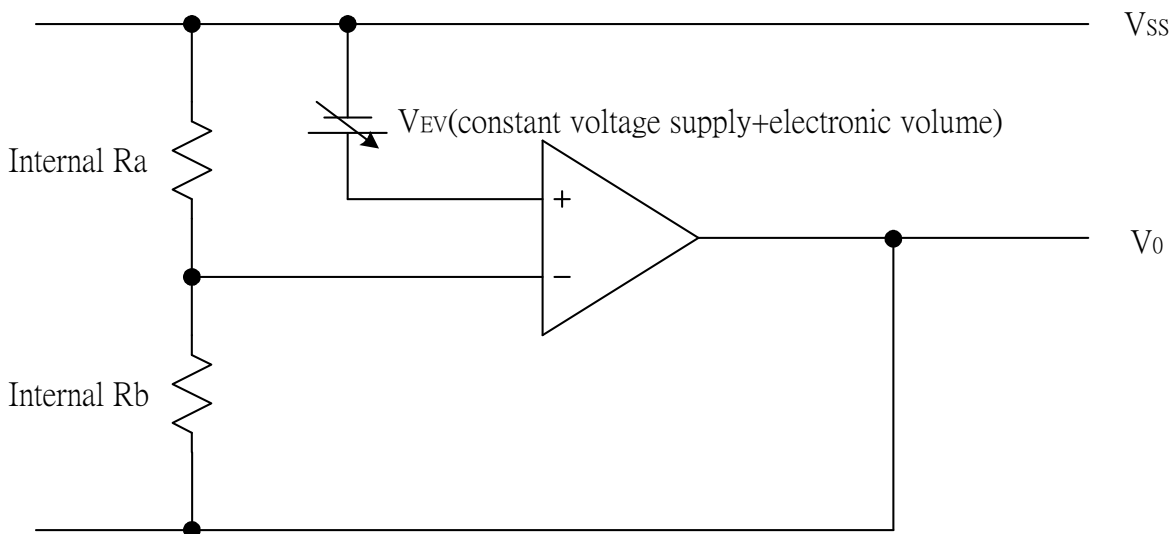 VSS
VEV(constant voltage supply+electronic volume)
Internal Ra
+
−
V0
Internal Rb